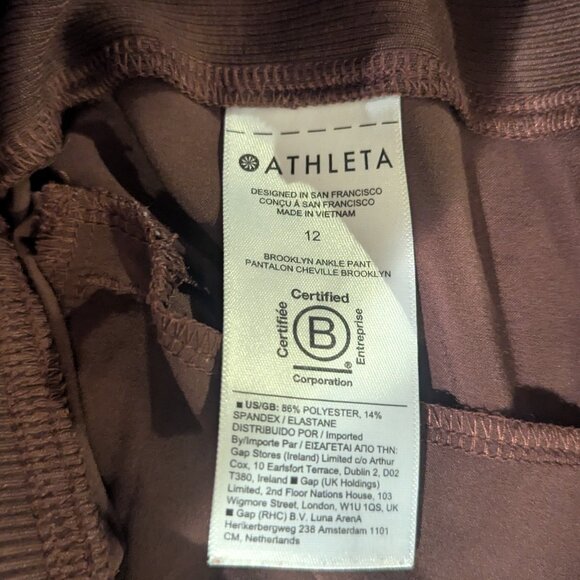 ATHLETA
DESIGNED IN SAN FRANCISCO
CONÇU À SAN FRANCISCO
MADE IN VIETNAM
12
BROOKLYN ANKLE PANT
PANTALON CHEVILLE BROOKLYN
Certified
Certifiée
B
Entreprise
®
Corporation
■ US/GB: 86% POLYESTER, 14%
SPANDEX / ELASTANE
DISTRIBUIDO POR / Imported
By/Importe Par / ΕΙΣΑΓΕΤΑΙ ΑΠΟ ΤΗΝ:
Gap Stores (Ireland) Limited c/o Arthur
Cox, 10 Earlsfort Terrace, Dublin 2, D02
T380, Ireland ■ Gap (UK Holdings)
Limited, 2nd Floor Nations House, 103
Wigmore Street, London, W1U 1QS, UK
■ Gap (RHC) B.V. Luna ArenA
Herikerbergweg 238 Amsterdam 1101
CM, Netherlands